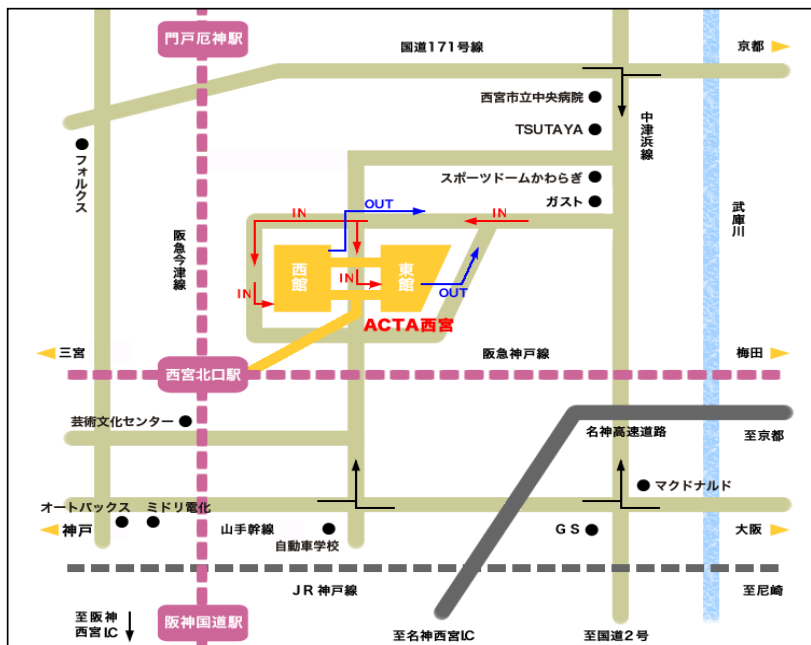 門戸厄神駅
国道171号線
京都
西宮市立中央病院
TSUTAYA
中津浜線
フォルクス
スポーツドームかわらぎ
ガスト
武庫川
阪急今津線
IN
OUT
IN
西館
東館
IN
IN
OUT
ACTA西宮
三宮
阪急神戸線
梅田
西宮北口駅
芸術文化センター
名神高速道路
至京都
マクドナルド
オートバックス
ミドリ電化
神戸
山手幹線
自動車学校
GS
大阪
JR神戸線
至尼崎
至阪神
西宮I.C
阪神国道駅
至名神西宮I.C
至国道2号